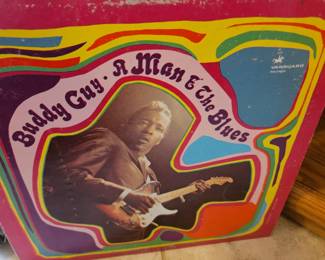 Buddy Guy · A Man & The Blues
VANGUARD